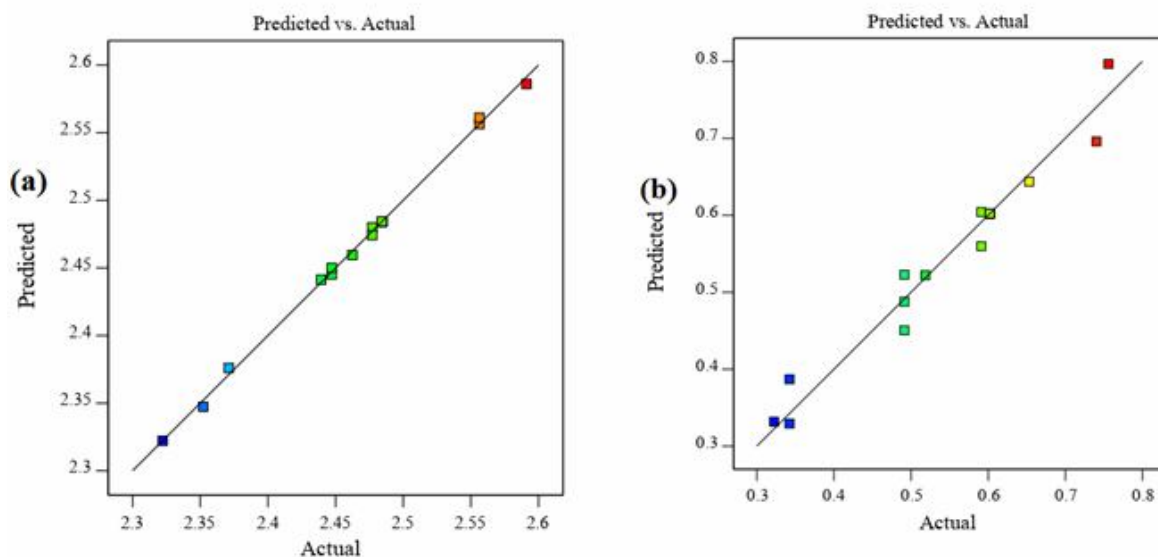 Predicted vs. Actual
(a)
Predicted
2.6
2.55
2.5
2.45
2.4
2.35
2.3
2.3 2.35 2.4 2.45 2.5 2.55 2.6
Actual
Predicted vs. Actual
(b)
Predicted
0.8
0.7
0.6
0.5
0.4
0.3
0.3 0.4 0.5 0.6 0.7 0.8
Actual